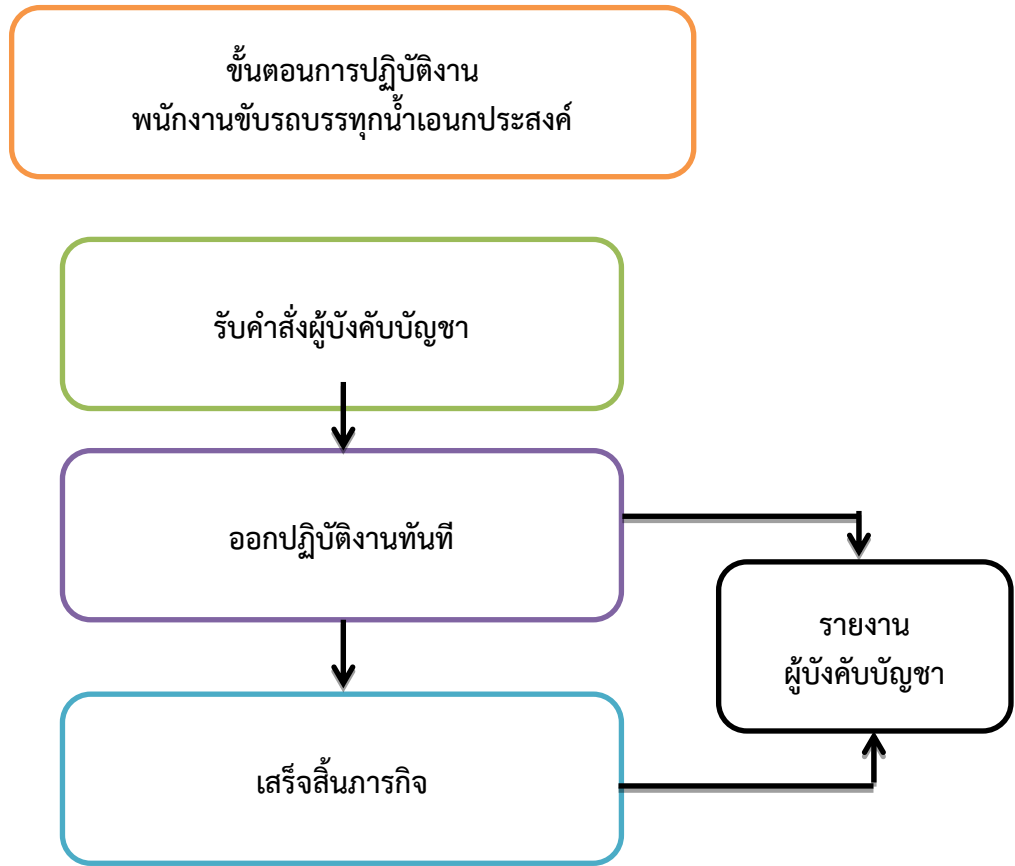 ขั้นตอนการปฏิบัติงาน
พนักงานขับรถบรรทุกน้ำเอนกประสงค์
รับคำสั่งผู้บังคับบัญชา
ออกปฏิบัติงานทันที
รายงาน
ผู้บังคับบัญชา
เสร็จสิ้นภารกิจ